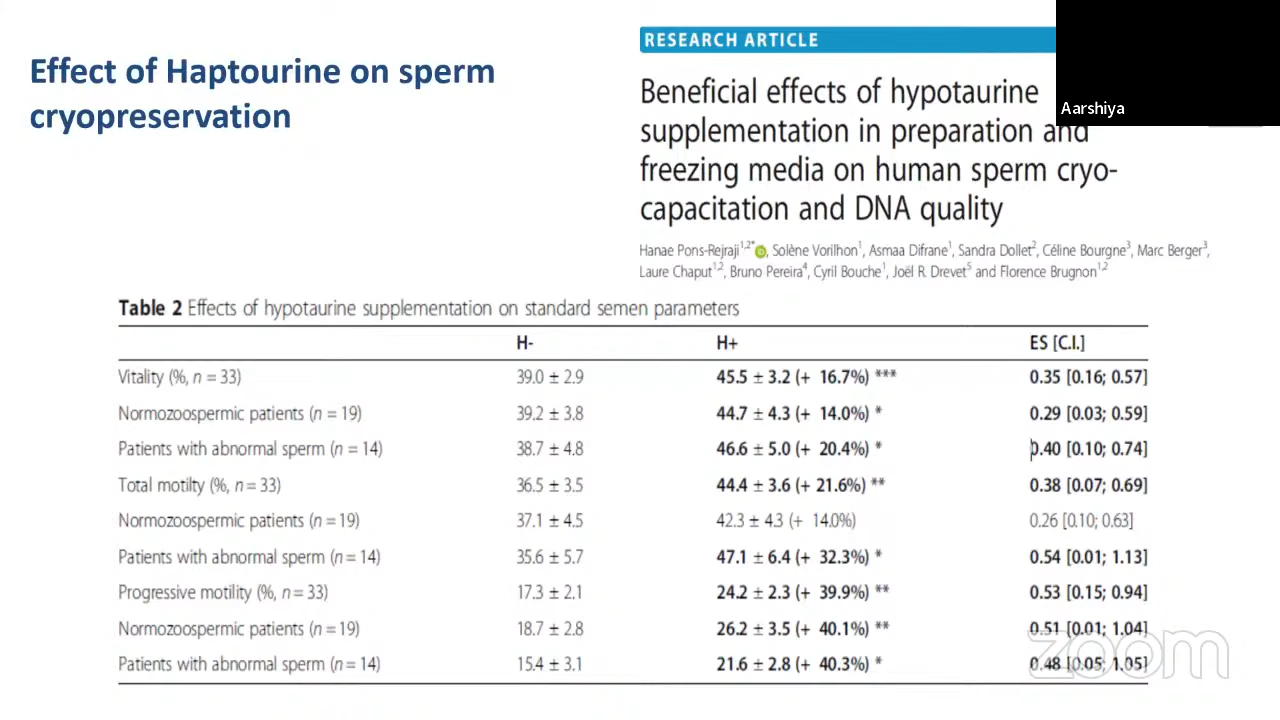 Effect of Haptourine on sperm
cryopreservation
RESEARCH ARTICLE
Beneficial effects of hypotaurine
supplementation in preparation and
freezing media on human sperm cryo-
capacitation and DNA quality
Aarshiya
Hanae Pons-Rejraji1,2*, Solène Vorilhon1, Asmaa Difrane1, Sandra Dollet2, Céline Bourgne3, Marc Berger3,
Laure Chaput1,2, Bruno Pereira4, Cyril Bouche1, Joël R. Drevet5 and Florence Brugnon1,2
Table 2 Effects of hypotaurine supplementation on standard semen parameters
H- H+ ES [C.I.]
Vitality (%, n = 33) 39.0 ± 2.9 45.5 ± 3.2 (+ 16.7%) *** 0.35 [0.16; 0.57]
Normozoospermic patients (n = 19) 39.2 ± 3.8 44.7 ± 4.3 (+ 14.0%) * 0.29 [0.03; 0.59]
Patients with abnormal sperm (n = 14) 38.7 ± 4.8 46.6 ± 5.0 (+ 20.4%) * 0.40 [0.10; 0.74]
Total motilty (%, n = 33) 36.5 ± 3.5 44.4 ± 3.6 (+ 21.6%) ** 0.38 [0.07; 0.69]
Normozoospermic patients (n = 19) 37.1 ± 4.5 42.3 ± 4.3 (+ 14.0%) 0.26 [0.10; 0.63]
Patients with abnormal sperm (n = 14) 35.6 ± 5.7 47.1 ± 6.4 (+ 32.3%) * 0.54 [0.01; 1.13]
Progressive motility (%, n = 33) 17.3 ± 2.1 24.2 ± 2.3 (+ 39.9%) ** 0.53 [0.15; 0.94]
Normozoospermic patients (n = 19) 18.7 ± 2.8 26.2 ± 3.5 (+ 40.1%) ** 0.51 [0.01; 1.04]
Patients with abnormal sperm (n = 14) 15.4 ± 3.1 21.6 ± 2.8 (+ 40.3%) * 0.48 [0.05; 1.05]
zoom